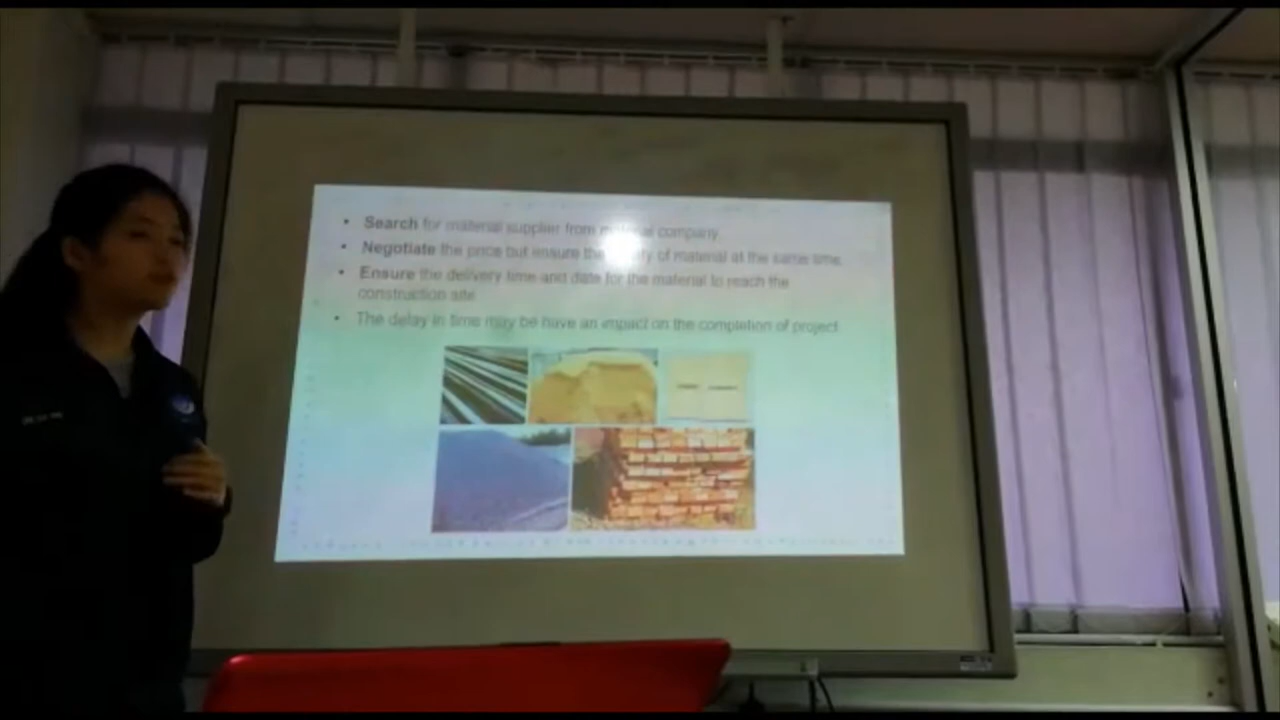 • Search for material supplier from material company.
• Negotiate the price but ensure the of material at the same time.
• Ensure the delivery time and date for the material to reach the
construction site
• The delay in time may be have an impact on the completion of project